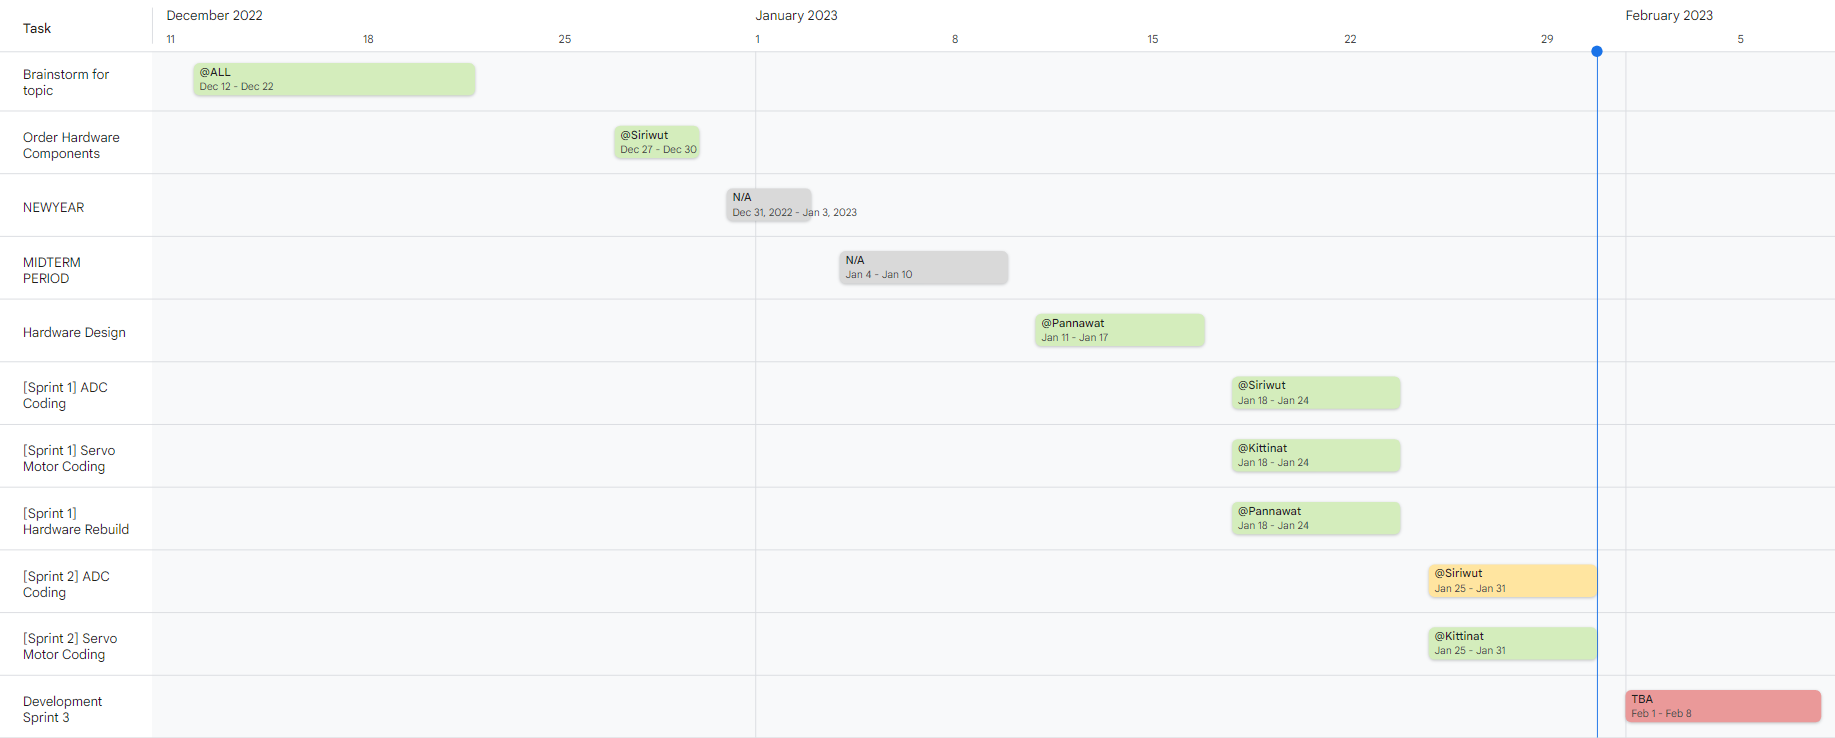 Task
December 2022
January 2023
February 2023
11
18
25
1
8
15
22
29
5
Brainstorm for
topic
@ALL
Dec 12 - Dec 22
Order Hardware
Components
@Siriwut
Dec 27 - Dec 30
NEWYEAR
N/A
Dec 31, 2022 - Jan 3, 2023
MIDTERM
PERIOD
N/A
Jan 4 - Jan 10
Hardware Design
@Pannawat
Jan 11 - Jan 17
[Sprint 1] ADC
Coding
@Siriwut
Jan 18 - Jan 24
[Sprint 1] Servo
Motor Coding
@Kittinat
Jan 18 - Jan 24
[Sprint 1]
Hardware Rebuild
@Pannawat
Jan 18 - Jan 24
[Sprint 2] ADC
Coding
@Siriwut
Jan 25 - Jan 31
[Sprint 2] Servo
Motor Coding
@Kittinat
Jan 25 - Jan 31
Development
Sprint 3
TBA
Feb 1 - Feb 8